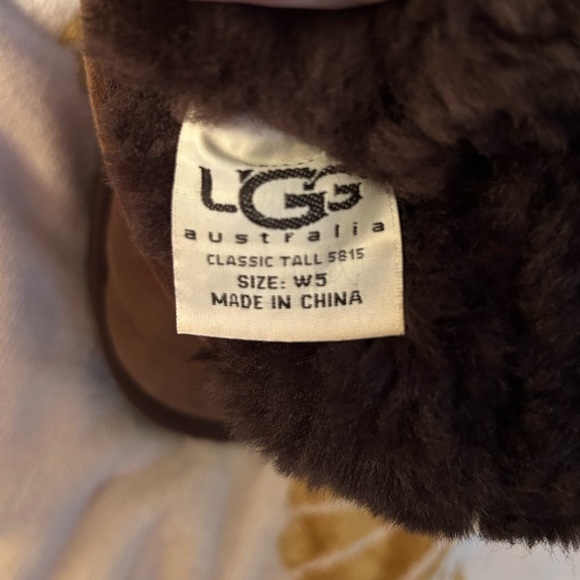 UGG
australia
CLASSIC TALL 5815
SIZE: W5
MADE IN CHINA